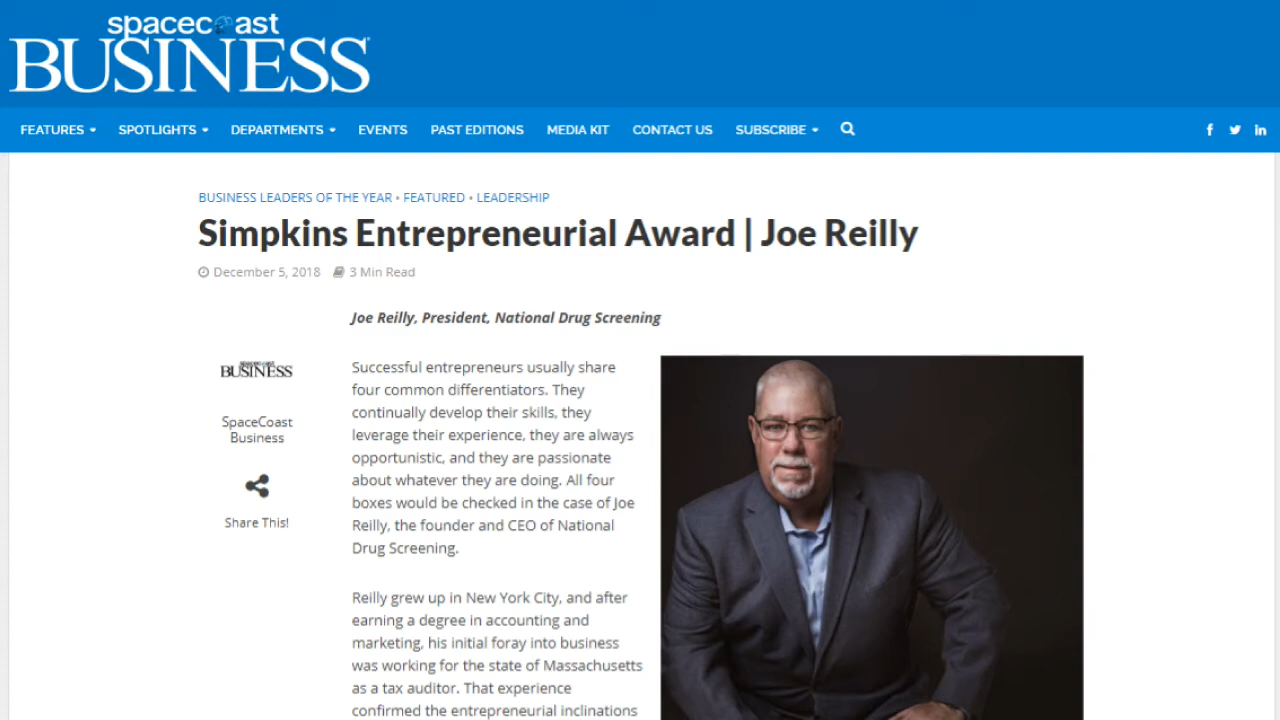 spacecoast
BUSINESS
FEATURES SPOTLIGHTS DEPARTMENTS EVENTS PAST EDITIONS MEDIA KIT CONTACT US SUBSCRIBE
BUSINESS LEADERS OF THE YEAR • FEATURED • LEADERSHIP
Simpkins Entrepreneurial Award | Joe Reilly
December 5, 2018 3 Min Read
Joe Reilly, President, National Drug Screening
spacecoast
BUSINESS
SpaceCoast
Business
Share This!
Successful entrepreneurs usually share
four common differentiators. They
continually develop their skills, they
leverage their experience, they are always
opportunistic, and they are passionate
about whatever they are doing. All four
boxes would be checked in the case of Joe
Reilly, the founder and CEO of National
Drug Screening.
Reilly grew up in New York City, and after
earning a degree in accounting and
marketing, his initial foray into business
was working for the state of Massachusetts
as a tax auditor. That experience
confirmed the entrepreneurial inclinations